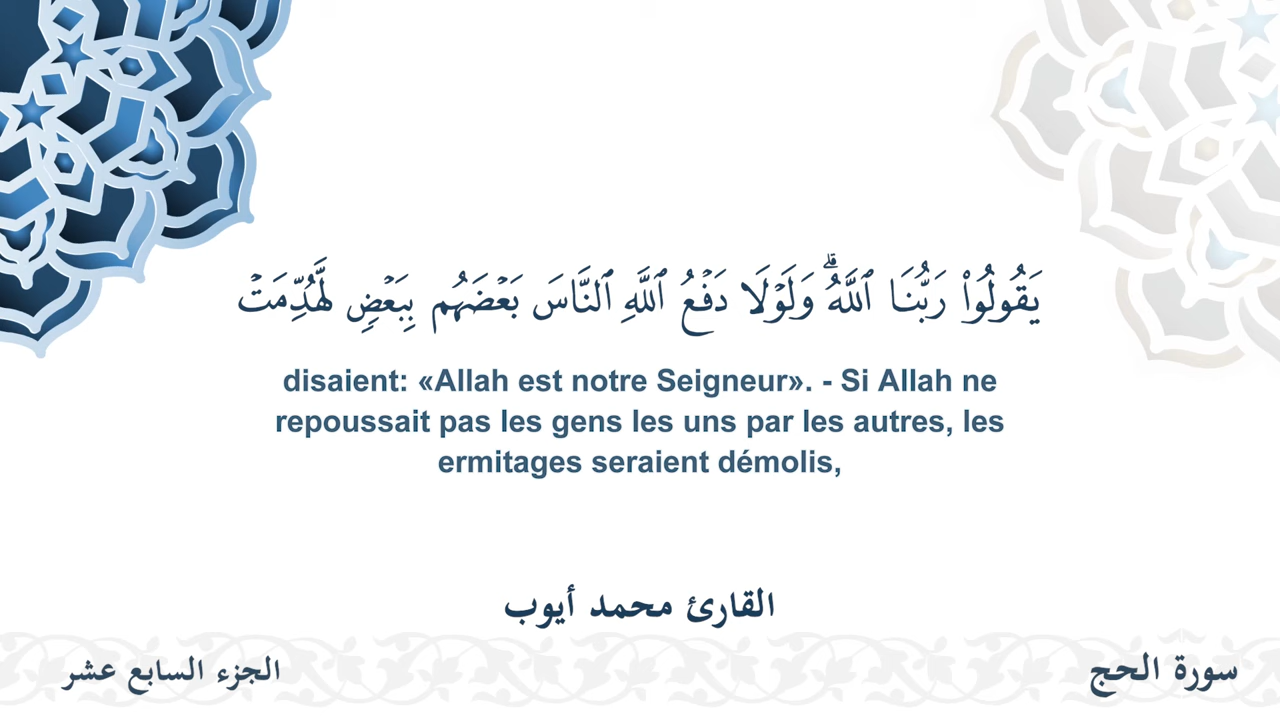 يَقُولُوا۟ رَبُّنَا ٱللَّهُ ۗ وَلَوْلَا دَفْعُ ٱللَّهِ ٱلنَّاسَ بَعْضَهُم بِبَعْضٍ لَّهُدِّمَتْ
disaient: «Allah est notre Seigneur». - Si Allah ne
repoussait pas les gens les uns par les autres, les
ermitages seraient démolis,
القارئ محمد أيوب
سورة الحج
الجزء السابع عشر